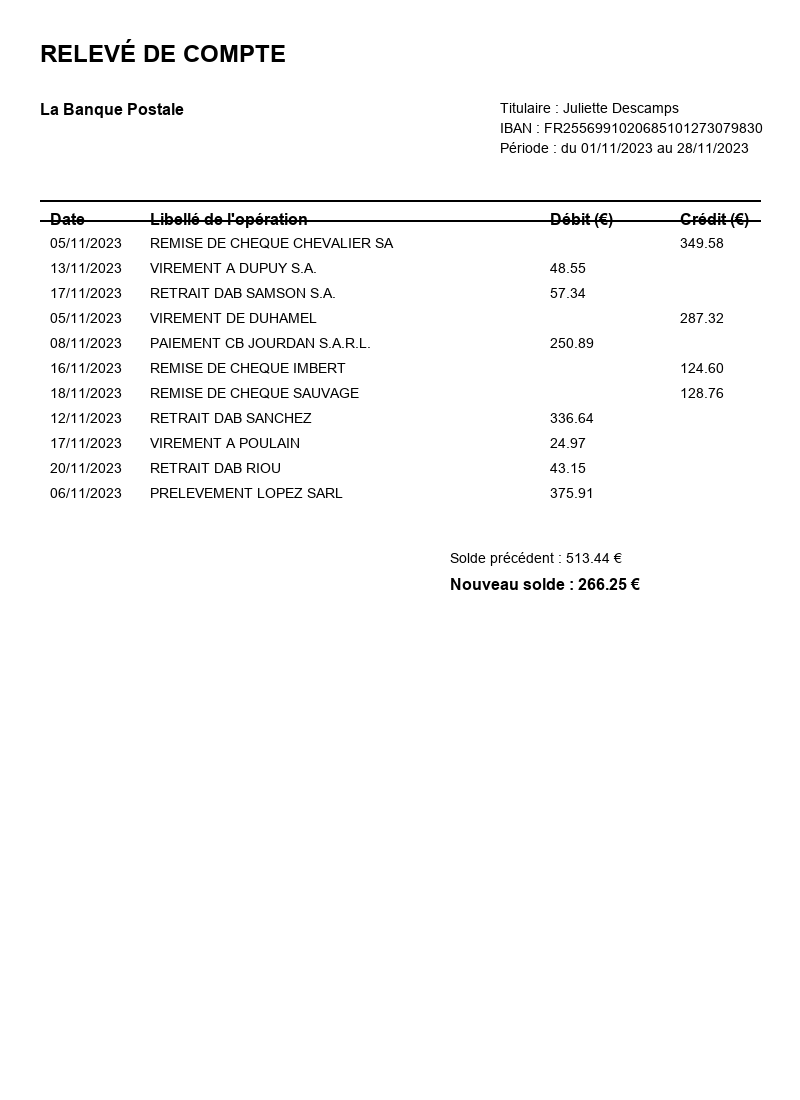 RELEVÉ DE COMPTE
La Banque Postale
Titulaire : Juliette Descamps
IBAN : FR2556991020685101273079830
Période : du 01/11/2023 au 28/11/2023
Date Libellé de l'opération Débit (€) Crédit (€)
05/11/2023 REMISE DE CHEQUE CHEVALIER SA 349.58
13/11/2023 VIREMENT A DUPUY S.A. 48.55
17/11/2023 RETRAIT DAB SAMSON S.A. 57.34
05/11/2023 VIREMENT DE DUHAMEL 287.32
08/11/2023 PAIEMENT CB JOURDAN S.A.R.L. 250.89
16/11/2023 REMISE DE CHEQUE IMBERT 124.60
18/11/2023 REMISE DE CHEQUE SAUVAGE 128.76
12/11/2023 RETRAIT DAB SANCHEZ 336.64
17/11/2023 VIREMENT A POULAIN 24.97
20/11/2023 RETRAIT DAB RIOU 43.15
06/11/2023 PRELEVEMENT LOPEZ SARL 375.91
Solde précédent : 513.44 €
Nouveau solde : 266.25 €